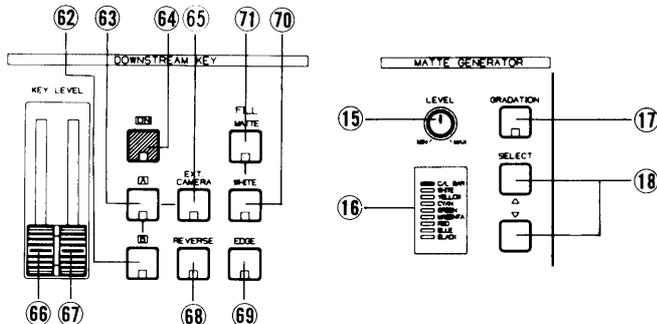 62 63 64 65 71 70
DOWNSTREAM KEY
KEY LEVEL
ON
FILL
MATTE
A
EXT
CAMERA
WHITE
B
REVERSE
EDGE
66 67 68 69
MATTE GENERATOR
LEVEL
GRADATION
15
MIN MAX
17
SELECT
16
18
C/L BAR
WHITE
YELLOW
CYAN
GREEN
MAGENTA
RED
BLUE
BLACK